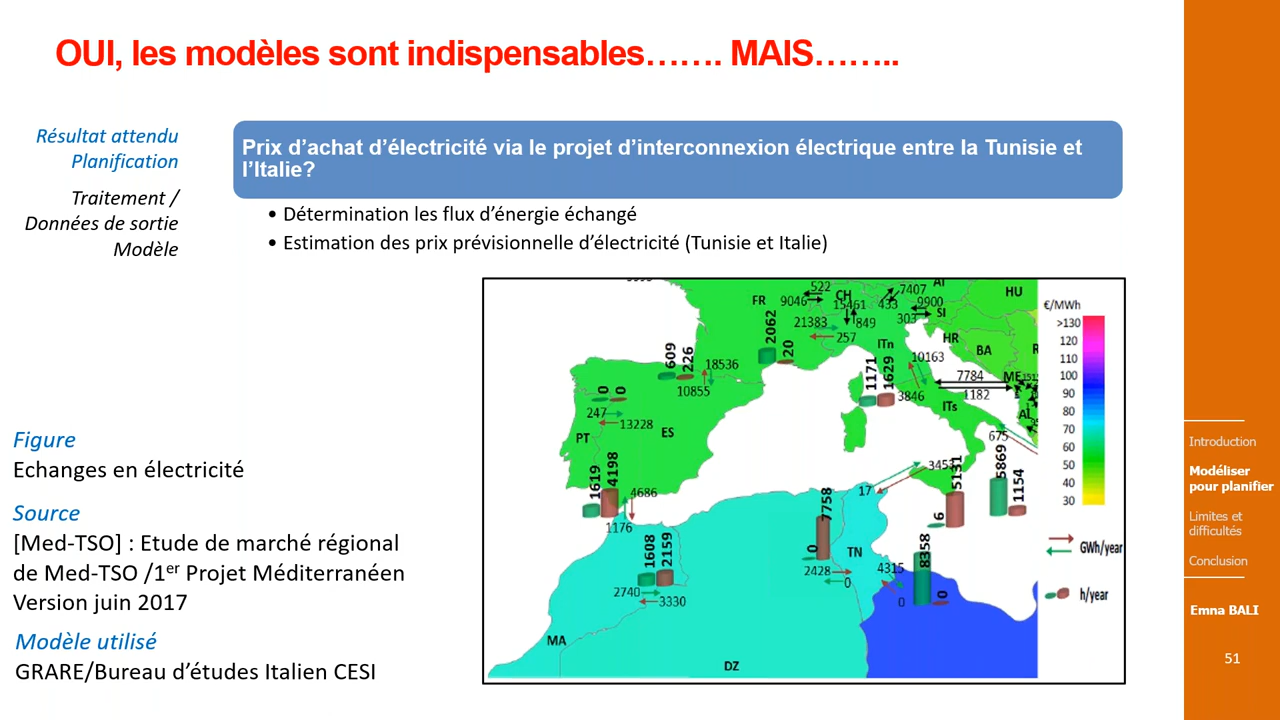 OUI, les modèles sont indispensables……. MAIS……..
Résultat attendu
Planification
Traitement /
Données de sortie
Modèle
Prix d’achat d’électricité via le projet d’interconnexion électrique entre la Tunisie et
l’Italie?
• Détermination les flux d’énergie échangé
• Estimation des prix prévisionnelle d’électricité (Tunisie et Italie)
Figure
Echanges en électricité
Source
[Med-TSO] : Etude de marché régional
de Med-TSO /1er Projet Méditerranéen
Version juin 2017
Modèle utilisé
GRARE/Bureau d’études Italien CESI
522
7407
HU
FR
9046
CH
15461
433
9900
SI
303
2062
21383
849
257
HR
BA
ITn
20
609
226
18536
10855
10163
1171
1629
3846
7784
ME
1182
ITs
AL
0
0
247
13228
PT
ES
675
1619
4198
4686
1176
17
5131
5869
1154
6
7758
0
TN
2428
0
4315
8358
0
0
1608
2159
2740
3330
MA
DZ
€/MWh
>130
120
110
100
90
80
70
60
50
40
30
GWh/year
h/year
Introduction
Modéliser
pour planifier
Limites et
difficultés
Conclusion
Emna BALI
51